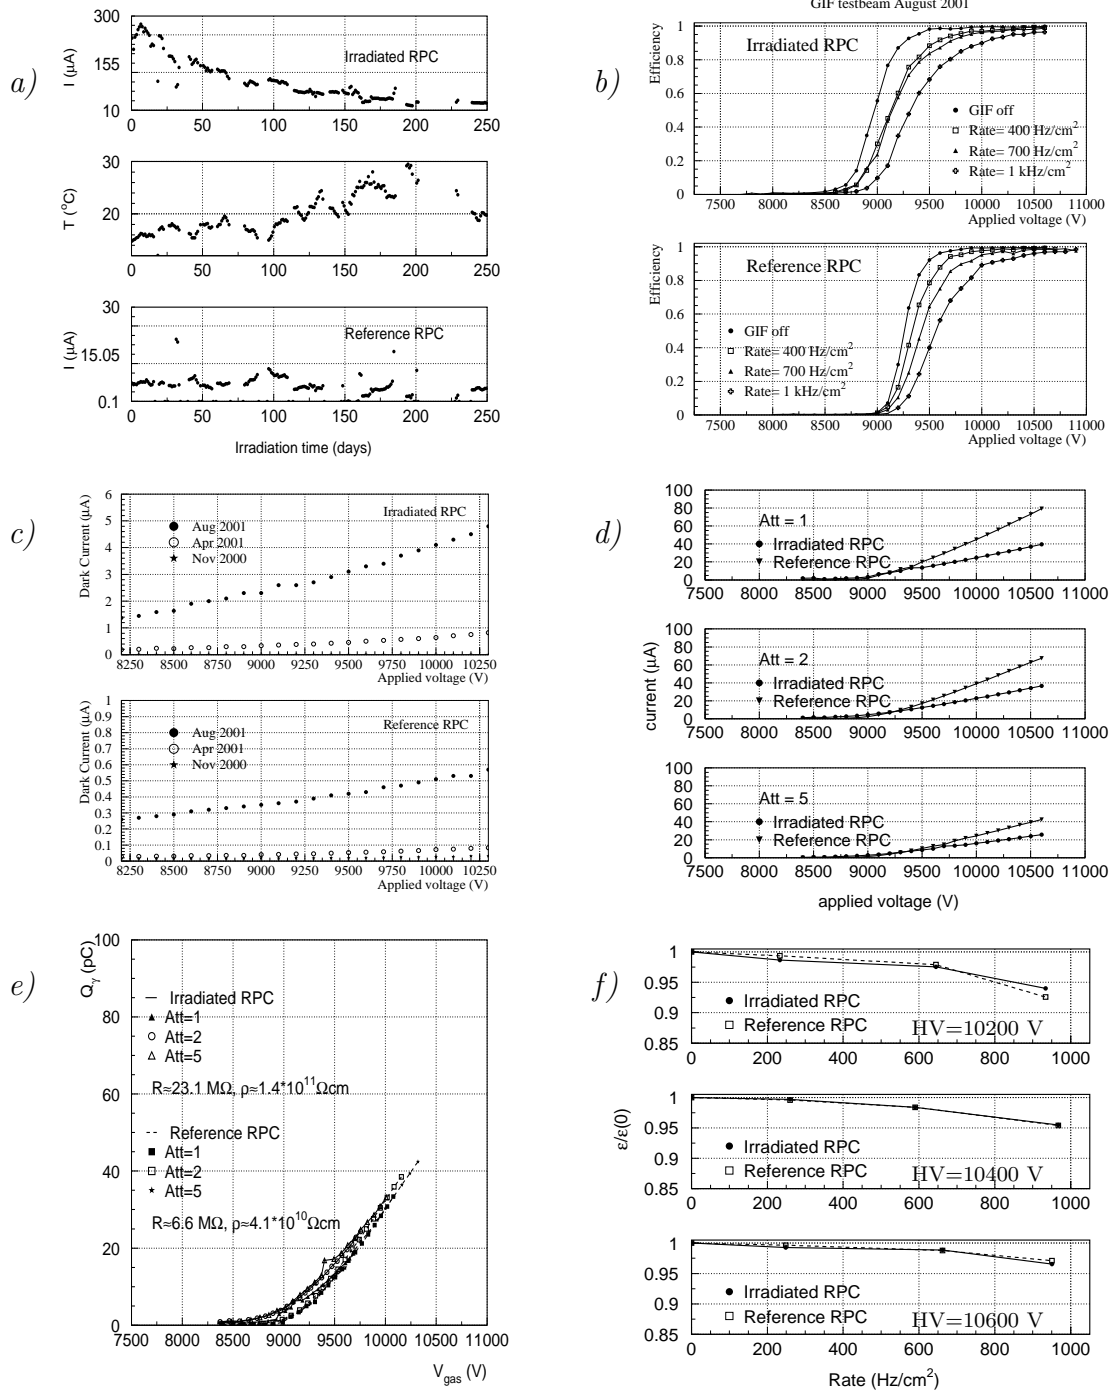 a)
300
155
10
I (µA)
Irradiated RPC
0 50 100 150 200 250
30
20
T (°C)
0 50 100 150 200 250
30
15.05
0.1
I (µA)
Reference RPC
0 50 100 150 200 250
Irradiation time (days)
b)
GIF testbeam August 2001
Efficiency
1
0.8
0.6
0.4
0.2
0
Irradiated RPC
GIF off
Rate= 400 Hz/cm²
Rate= 700 Hz/cm²
Rate= 1 kHz/cm²
7500 8000 8500 9000 9500 10000 10500 11000
Applied voltage (V)
Efficiency
1
0.8
0.6
0.4
0.2
0
Reference RPC
GIF off
Rate= 400 Hz/cm²
Rate= 700 Hz/cm²
Rate= 1 kHz/cm²
7500 8000 8500 9000 9500 10000 10500 11000
Applied voltage (V)
c)
Dark Current (µA)
6
5
4
3
2
1
0
Irradiated RPC
Aug 2001
Apr 2001
Nov 2000
8250 8500 8750 9000 9250 9500 9750 10000 10250
Applied voltage (V)
Dark Current (µA)
1
0.9
0.8
0.7
0.6
0.5
0.4
0.3
0.2
0.1
0
Reference RPC
Aug 2001
Apr 2001
Nov 2000
8250 8500 8750 9000 9250 9500 9750 10000 10250
Applied voltage (V)
d)
100
80
60
40
20
0
Att = 1
Irradiated RPC
Reference RPC
7500 8000 8500 9000 9500 10000 10500 11000
current (µA)
100
80
60
40
20
0
Att = 2
Irradiated RPC
Reference RPC
7500 8000 8500 9000 9500 10000 10500 11000
100
80
60
40
20
0
Att = 5
Irradiated RPC
Reference RPC
7500 8000 8500 9000 9500 10000 10500 11000
applied voltage (V)
e)
Qγ (pC)
100
80
60
40
20
0
Irradiated RPC
Att=1
Att=2
Att=5
R≈23.1 MΩ, ρ≈1.4*10¹¹Ωcm
Reference RPC
Att=1
Att=2
Att=5
R≈6.6 MΩ, ρ≈4.1*10¹⁰Ωcm
7500 8000 8500 9000 9500 10000 10500 11000
Vgas (V)
f)
1
0.95
0.9
0.85
Irradiated RPC
Reference RPC
HV=10200 V
0 200 400 600 800 1000
ε/ε(0)
1
0.95
0.9
0.85
Irradiated RPC
Reference RPC
HV=10400 V
0 200 400 600 800 1000
1
0.95
0.9
0.85
Irradiated RPC
Reference RPC
HV=10600 V
0 200 400 600 800 1000
Rate (Hz/cm²)